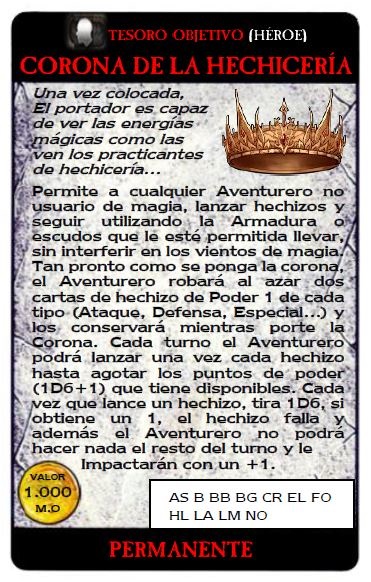 TESORO OBJETIVO (HÉROE)
CORONA DE LA HECHICERÍA
Una vez colocada,
El portador es capaz
de ver las energías
mágicas como las
ven los practicantes
de hechicería...
Permite a cualquier Aventurero no
usuario de magia, lanzar hechizos y
seguir utilizando la Armadura o
escudos que le esté permitida llevar,
sin interferir en los vientos de magia.
Tan pronto como se ponga la corona,
el Aventurero robará al azar dos
cartas de hechizo de Poder 1 de cada
tipo (Ataque, Defensa, Especial...) y
los conservará mientras porte la
Corona. Cada turno el Aventurero
podrá lanzar una vez cada hechizo
hasta agotar los puntos de poder
(1D6+1) que tiene disponibles. Cada
vez que lance un hechizo, tira 1D6, si
obtiene un 1, el hechizo falla y
además el Aventurero no podrá
hacer nada el resto del turno y le
Impactarán con un +1.
VALOR
1.000
M.O
AS B BB BG CR EL FO
HL LA LM NO
PERMANENTE